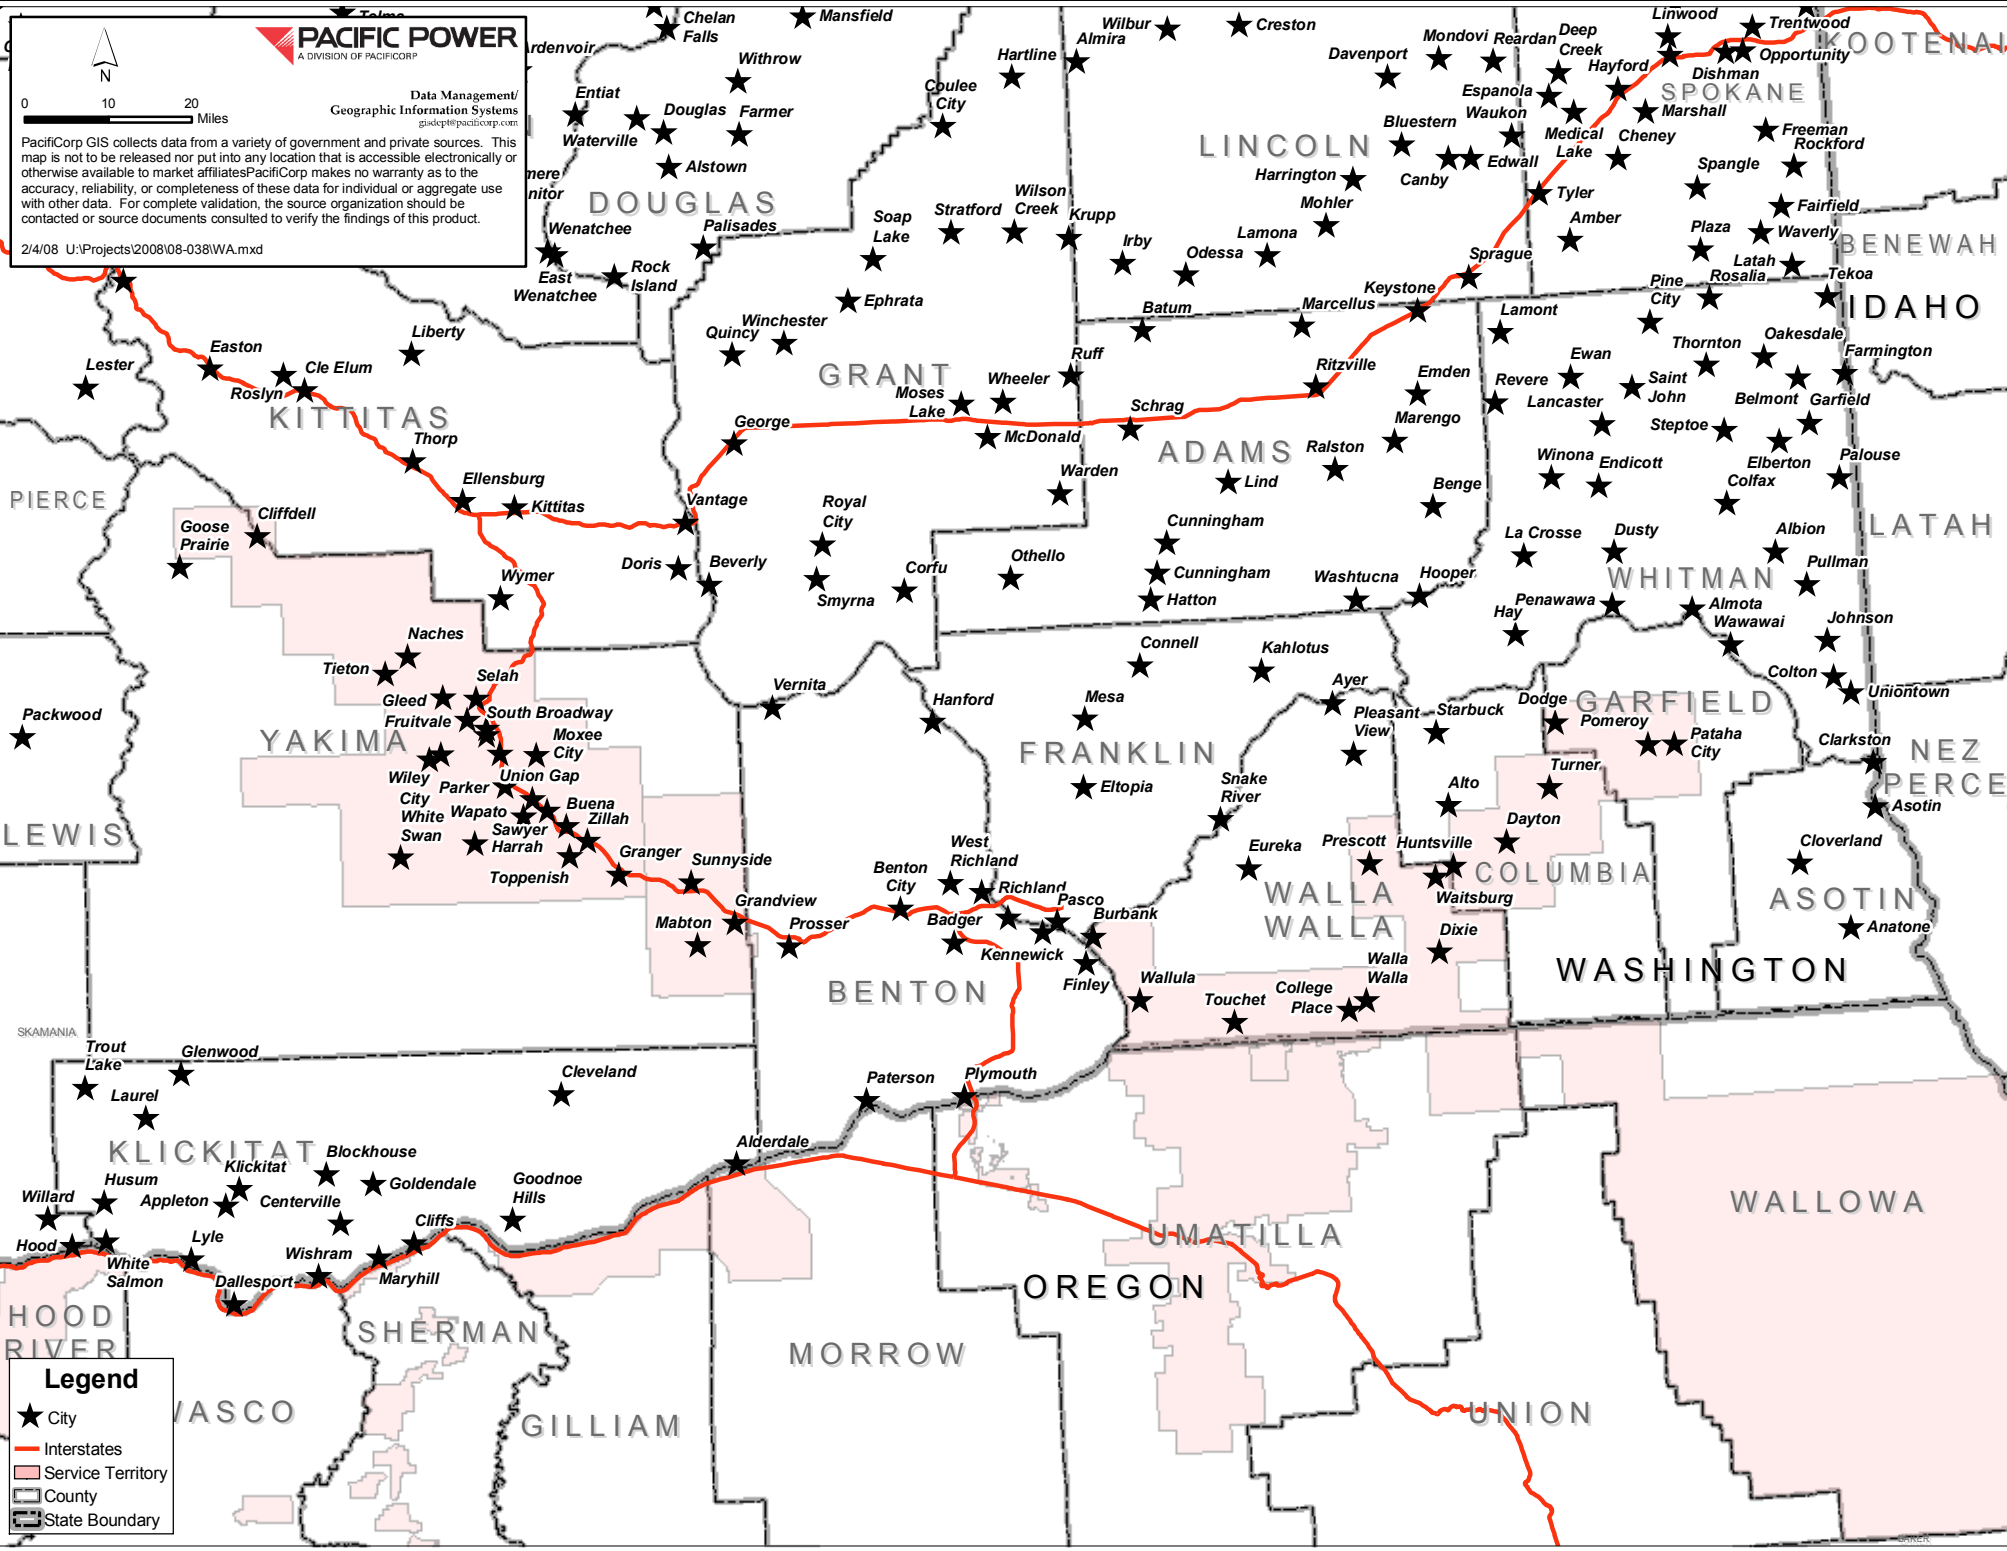 PACIFIC POWER
A DIVISION OF PACIFICORP
N
0 10 20
Miles
Data Management/
Geographic Information Systems
gisdept@pacificorp.com
PacifiCorp GIS collects data from a variety of government and private sources. This
map is not to be released nor put into any location that is accessible electronically or
otherwise available to market affiliatesPacifiCorp makes no warranty as to the
accuracy, reliability, or completeness of these data for individual or aggregate use
with other data. For complete validation, the source organization should be
contacted or source documents consulted to verify the findings of this product.
2/4/08 U:\Projects\2008\08-038\WA.mxd
Chelan
Falls
Mansfield
Wilbur
Almira
Creston
Hartline
Withrow
Entiat
Waterville
Douglas
Farmer
Alstown
Coulee
City
Davenport
Mondovi
Reardan
Deep
Creek
Linwood
Trentwood
KOOTENAI
Hayford
Dishman
Opportunity
SPOKANE
Espanola
Waukon
Medical
Lake
Marshall
Cheney
Freeman
Rockford
Bluestern
LINCOLN
Harrington
Canby
Edwall
Spangle
DOUGLAS
Wenatchee
Palisades
East
Wenatchee
Rock
Island
Soap
Lake
Stratford
Wilson
Creek
Krupp
Irby
Odessa
Lamona
Mohler
Tyler
Amber
Fairfield
Plaza
Waverly
BENEWAH
Latah
Tekoa
Sprague
Keystone
Pine
City
Rosalia
IDAHO
Ephrata
Batum
Marcellus
Lamont
Liberty
Quincy
Winchester
GRANT
Ruff
Ritzville
Ewan
Thornton
Oakesdale
Farmington
Lester
Easton
Cle Elum
Roslyn
KITTITAS
Moses
Lake
Wheeler
Emden
Revere
Lancaster
Saint
John
Belmont
Garfield
George
McDonald
Schrag
Marengo
Steptoe
Thorp
ADAMS
Ralston
Elberton
Palouse
Ellensburg
Kittitas
Vantage
Royal
City
Warden
Lind
Benge
Winona
Endicott
Colfax
PIERCE
Cliffdell
Goose
Prairie
Cunningham
La Crosse
Dusty
Albion
LATAH
Doris
Beverly
Smyrna
Corfu
Othello
Cunningham
Hatton
Washtucna
Hooper
WHITMAN
Pullman
Wymer
Hay
Penawawa
Almota
Wawawai
Johnson
Naches
Tieton
Connell
Kahlotus
Colton
Uniontown
Selah
Gleed
Fruitvale
South Broadway
Vernita
Hanford
Mesa
Ayer
Pleasant
View
Starbuck
Dodge
GARFIELD
Pomeroy
Pataha
City
Packwood
YAKIMA
Moxee
City
FRANKLIN
Clarkston
NEZ
PERCE
Wiley
City
Parker
Union Gap
Eltopia
Snake
River
Alto
Turner
Asotin
White
Swan
Wapato
Buena
Zillah
Sawyer
Harrah
LEWIS
Dayton
Cloverland
Toppenish
Granger
Sunnyside
Benton
City
West
Richland
Richland
Eureka
Prescott
Huntsville
COLUMBIA
Waitsburg
WALLA
WALLA
ASOTIN
Grandview
Mabton
Prosser
Badger
Pasco
Burbank
Kennewick
Finley
Dixie
Anatone
BENTON
Wallula
Touchet
College
Place
Walla
Walla
WASHINGTON
SKAMANIA
Trout
Lake
Glenwood
Laurel
Cleveland
Paterson
Plymouth
KLICKITAT
Blockhouse
Alderdale
Husum
Willard
Klickitat
Appleton
Centerville
Goldendale
Goodnoe
Hills
WALLOWA
Hood
White
Salmon
Lyle
Wishram
Cliffs
Maryhill
Dallesport
UMATILLA
OREGON
HOOD
RIVER
SHERMAN
MORROW
WASCO
GILLIAM
UNION
BAKER
Legend
City
Interstates
Service Territory
County
State Boundary